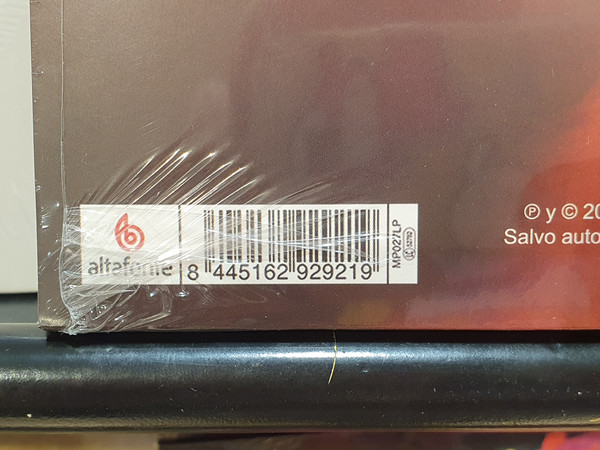 altafonte
8 445162 929219
MP027LP
℗ y © 20
Salvo auto